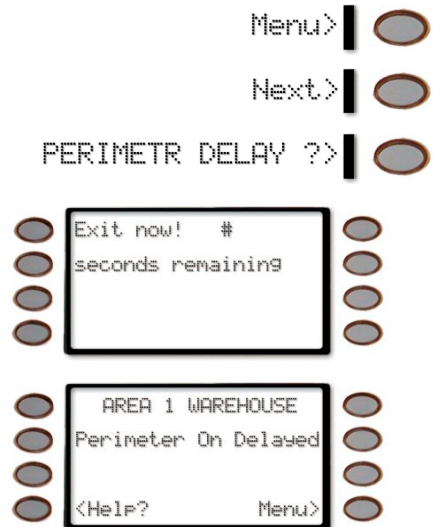 Menu>
Next>
PERIMETR DELAY ?>
Exit now! #
seconds remaining
AREA 1 WAREHOUSE
Perimeter On Delayed
<Help? Menu>